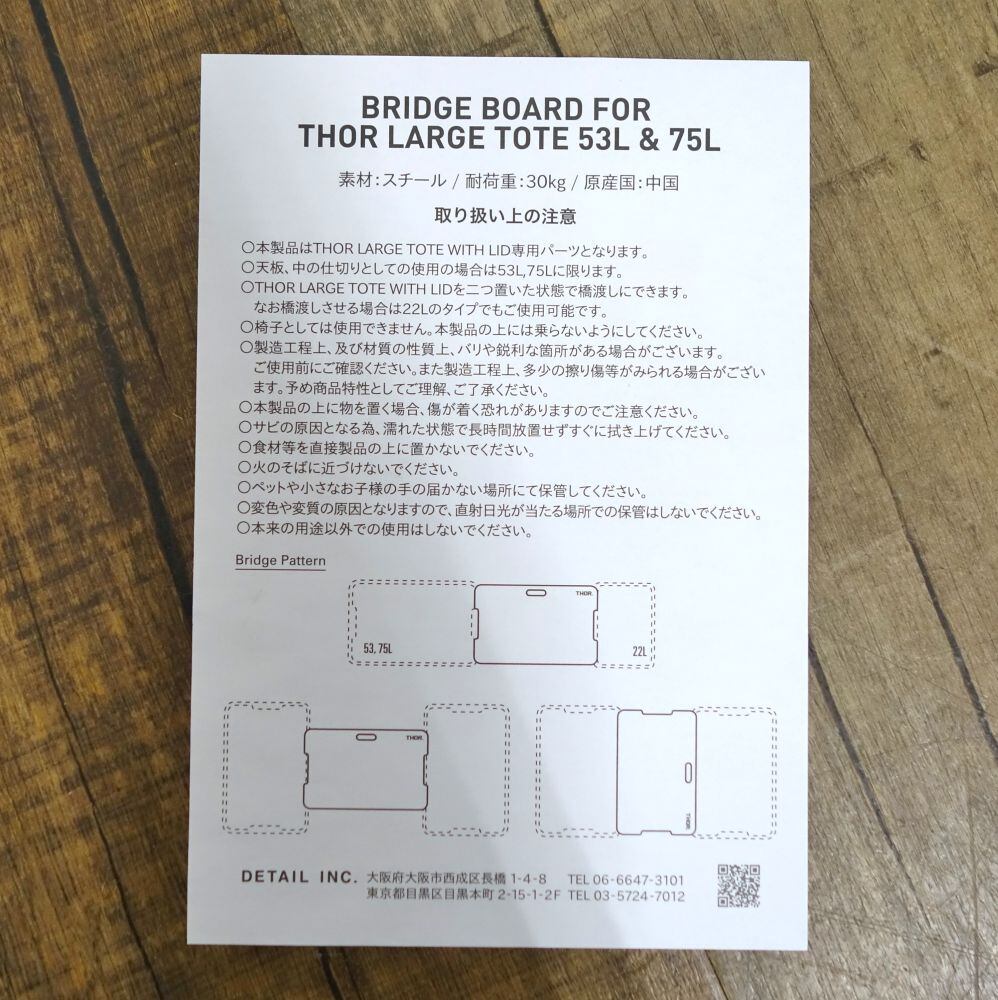 BRIDGE BOARD FOR
THOR LARGE TOTE 53L & 75L
素材:スチール / 耐荷重:30kg / 原産国:中国
取り扱い上の注意
○本製品はTHOR LARGE TOTE WITH LID専用パーツとなります。
○天板、中の仕切りとしての使用の場合は53L,75Lに限ります。
○THOR LARGE TOTE WITH LIDを二つ置いた状態で橋渡しにできます。
なお橋渡しさせる場合は22Lのタイプでもご使用可能です。
○椅子としては使用できません。本製品の上には乗らないようにしてください。
○製造工程上、及び材質の性質上、バリや鋭利な箇所がある場合がございます。
ご使用前にご確認ください。また製造工程上、多少の擦り傷等がみられる場合がござい
ます。予め商品特性としてご理解、ご了承ください。
○本製品の上に物を置く場合、傷が着く恐れがありますのでご注意ください。
○サビの原因となる為、濡れた状態で長時間放置せずすぐに拭き上げてください。
○食材等を直接製品の上に置かないでください。
○火のそばに近づけないでください。
○ペットや小さなお子様の手の届かない場所にて保管してください。
○変色や変質の原因となりますので、直射日光が当たる場所での保管はしないでください。
○本来の用途以外での使用はしないでください。
Bridge Pattern
THOR.
53, 75L
22L
THOR.
THOR.
DETAIL INC. 大阪府大阪市西成区長橋 1-4-8 TEL 06-6647-3101
東京都目黒区目黒本町 2-15-1-2F TEL 03-5724-7012